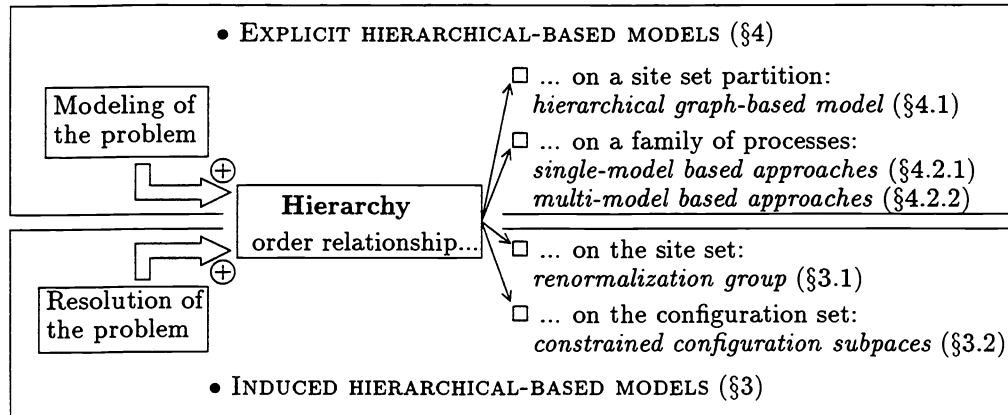 • EXPLICIT HIERARCHICAL-BASED MODELS (§4)
Modeling of
the problem
⊕
□ ... on a site set partition:
hierarchical graph-based model (§4.1)
□ ... on a family of processes:
single-model based approaches (§4.2.1)
multi-model based approaches (§4.2.2)
Hierarchy
order relationship...
⊕
Resolution of
the problem
□ ... on the site set:
renormalization group (§3.1)
□ ... on the configuration set:
constrained configuration subpaces (§3.2)
• INDUCED HIERARCHICAL-BASED MODELS (§3)